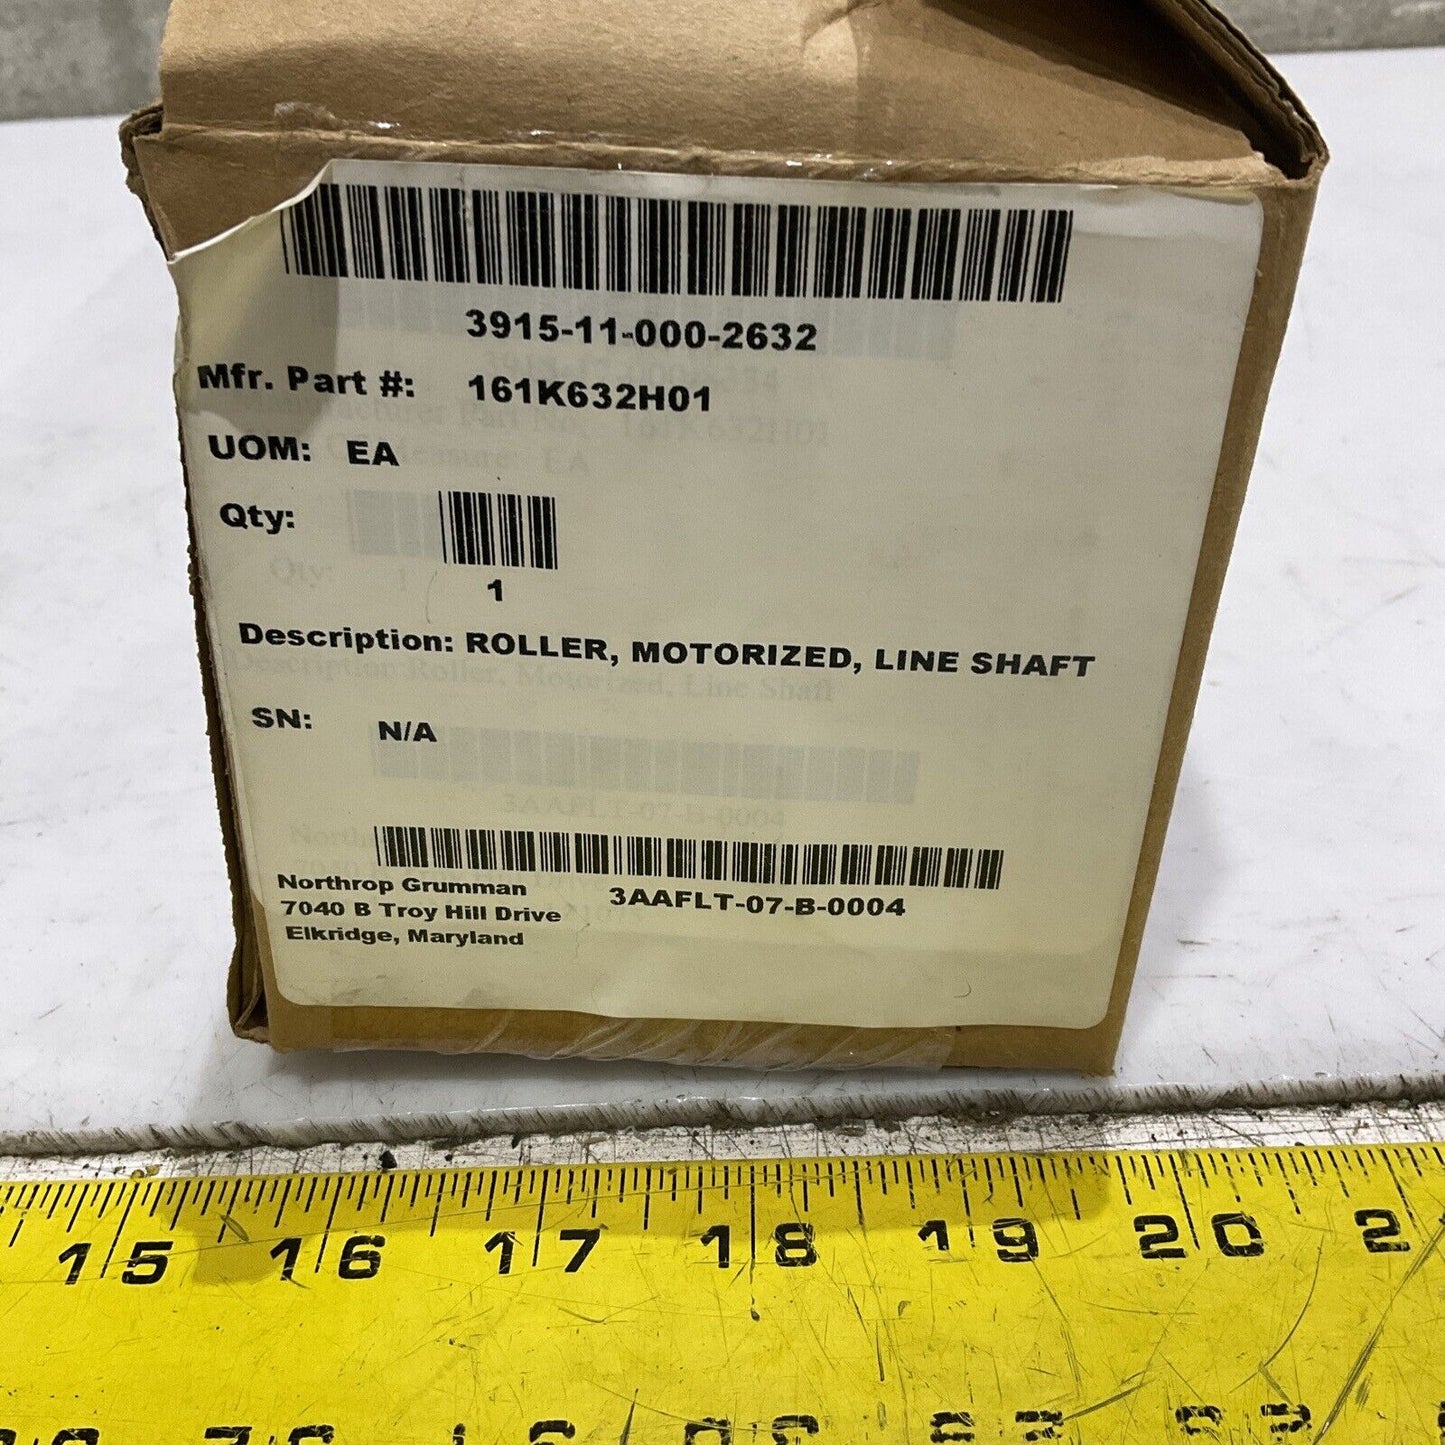 3915-11-000-2632
Mfr. Part #: 161K632H01
UOM: EA
Qty:
1
Description: ROLLER, MOTORIZED, LINE SHAFT
SN: N/A
3AAFLT-07-B-0004
Northrop Grumman
7040 B Troy Hill Drive
Elkridge, Maryland
15 16 17 18 19 20 2